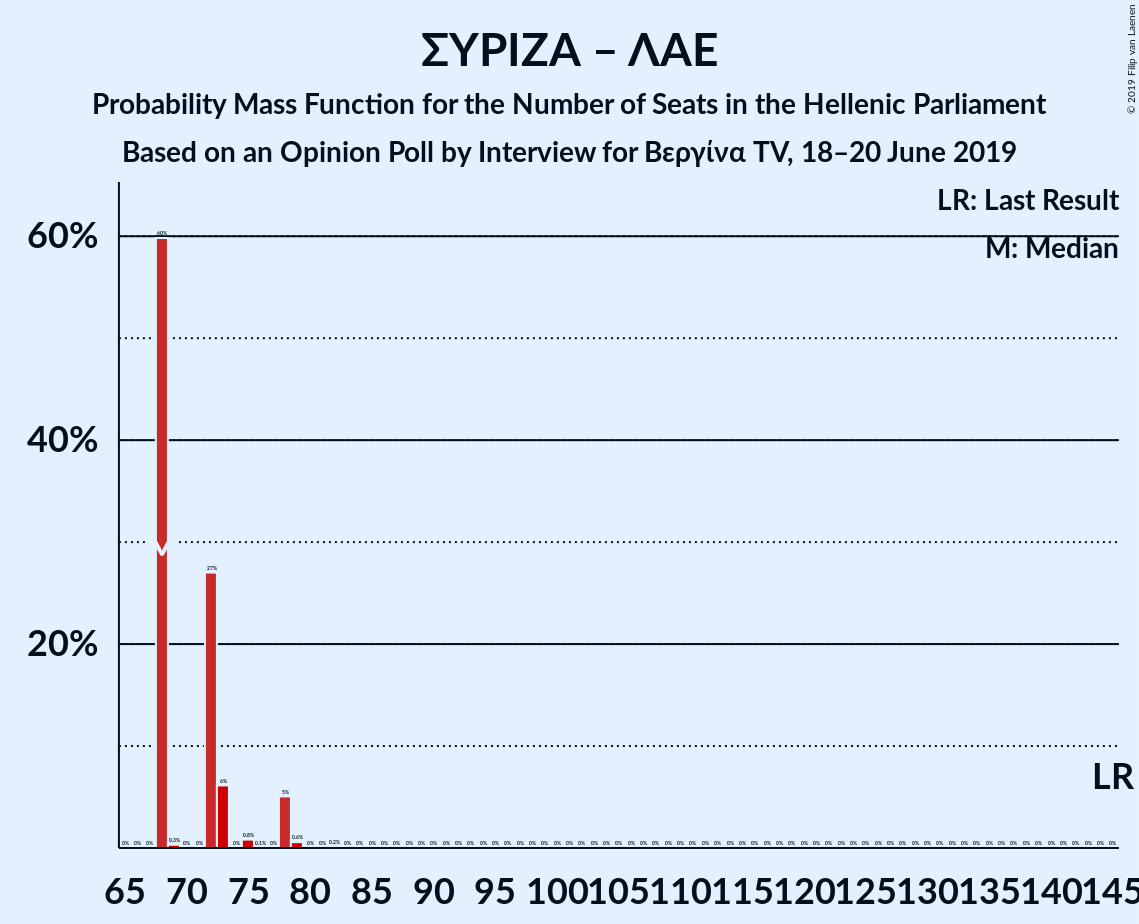 ΣΥΡΙΖΑ – ΛΑΕ
Probability Mass Function for the Number of Seats in the Hellenic Parliament
Based on an Opinion Poll by Interview for Βεργίνα TV, 18–20 June 2019
© 2019 Filip van Laenen
LR: Last Result
M: Median
60%
40%
20%
60%
0.3%
27%
6%
0.8%
0.1%
5%
0.6%
0.2%
LR
65 70 75 80 85 90 95 100 105 110 115 120 125 130 135 140 145